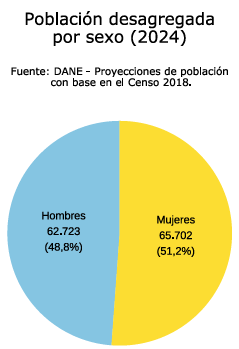 Población desagregada
por sexo (2024)
Fuente: DANE - Proyecciones de población
con base en el Censo 2018.
Hombres
62.723
(48,8%)
Mujeres
65.702
(51,2%)